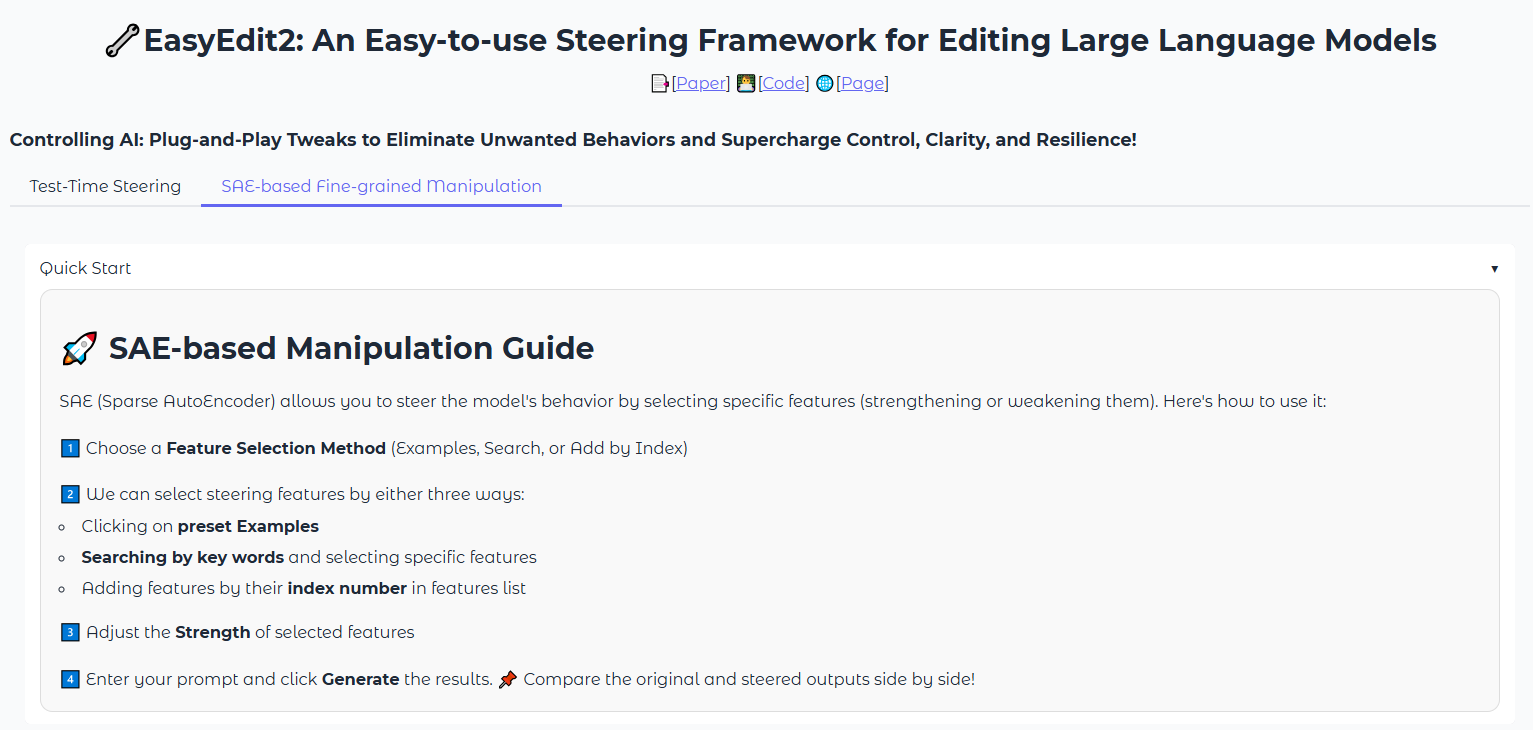 🔧EasyEdit2: An Easy-to-use Steering Framework for Editing Large Language Models
📑[Paper] 👨‍💻[Code] 🌐[Page]
Controlling AI: Plug-and-Play Tweaks to Eliminate Unwanted Behaviors and Supercharge Control, Clarity, and Resilience!
Test-Time Steering SAE-based Fine-grained Manipulation
Quick Start ▼
🚀 SAE-based Manipulation Guide
SAE (Sparse AutoEncoder) allows you to steer the model's behavior by selecting specific features (strengthening or weakening them). Here's how to use it:
1️⃣ Choose a Feature Selection Method (Examples, Search, or Add by Index)
2️⃣ We can select steering features by either three ways:
◦ Clicking on preset Examples
◦ Searching by key words and selecting specific features
◦ Adding features by their index number in features list
3️⃣ Adjust the Strength of selected features
4️⃣ Enter your prompt and click Generate the results. 📌 Compare the original and steered outputs side by side!